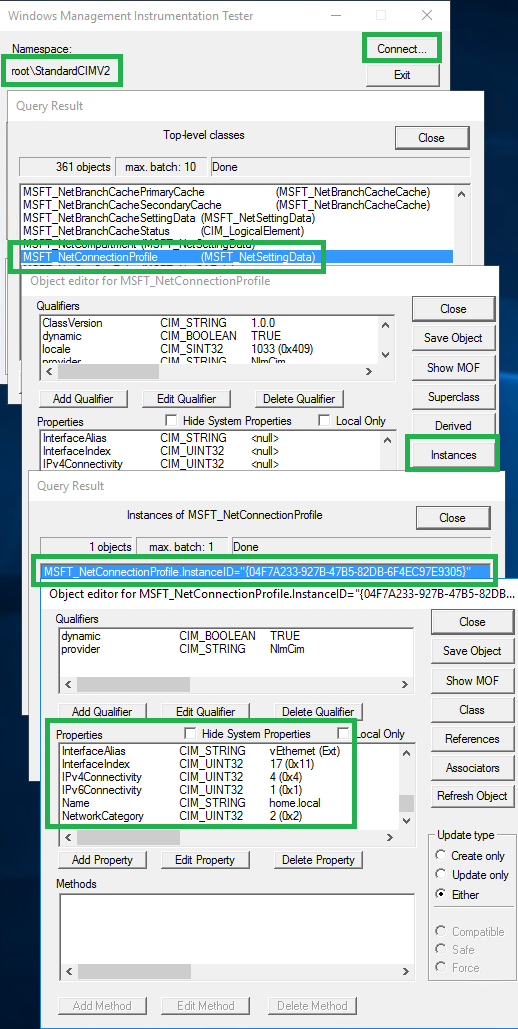 Windows Management Instrumentation Tester
Namespace:
root\StandardCIMV2
Connect...
Exit
Query Result
Top-level classes
Close
361 objects max. batch: 10 Done
MSFT_NetBranchCachePrimaryCache (MSFT_NetBranchCacheCache)
MSFT_NetBranchCacheSecondaryCache (MSFT_NetBranchCacheCache)
MSFT_NetBranchCacheSettingData (MSFT_NetSettingData)
MSFT_NetBranchCacheStatus (CIM_LogicalElement)
MSFT_NetCompartment (MSFT_NetSettingData)
MSFT_NetConnectionProfile (MSFT_NetSettingData)
Object editor for MSFT_NetConnectionProfile
Qualifiers
Close
ClassVersion CIM_STRING 1.0.0
dynamic CIM_BOOLEAN TRUE
locale CIM_SINT32 1033 (0x409)
provider CIM_STRING NlmCim
Save Object
Show MOF
Add Qualifier Edit Qualifier Delete Qualifier
Superclass
Properties Hide System Properties Local Only
Derived
InterfaceAlias CIM_STRING <null>
InterfaceIndex CIM_UINT32 <null>
IPv4Connectivity CIM_UINT32 <null>
Instances
Query Result
Instances of MSFT_NetConnectionProfile
Close
1 objects max. batch: 1 Done
MSFT_NetConnectionProfile.InstanceID="{04F7A233-927B-47B5-82DB-6F4EC97E9305}"
Object editor for MSFT_NetConnectionProfile.InstanceID="{04F7A233-927B-47B5-82DB...
Qualifiers
Close
dynamic CIM_BOOLEAN TRUE
provider CIM_STRING NlmCim
Save Object
Show MOF
Add Qualifier Edit Qualifier Delete Qualifier
Class
Properties Hide System Properties Local Only
References
InterfaceAlias CIM_STRING vEthernet (Ext)
InterfaceIndex CIM_UINT32 17 (0x11)
IPv4Connectivity CIM_UINT32 4 (0x4)
IPv6Connectivity CIM_UINT32 1 (0x1)
Name CIM_STRING home.local
NetworkCategory CIM_UINT32 2 (0x2)
Associators
Refresh Object
Add Property Edit Property Delete Property
Update type
Create only
Update only
Either
Compatible
Safe
Force
Methods
Add Method Edit Method Delete Method